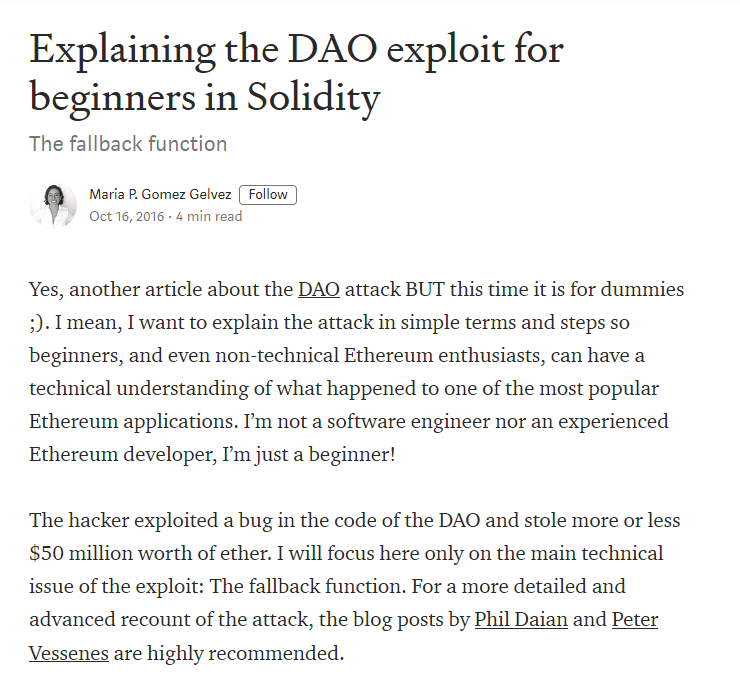 Explaining the DAO exploit for
beginners in Solidity
The fallback function
Maria P. Gomez Gelvez Follow
Oct 16, 2016 · 4 min read
Yes, another article about the DAO attack BUT this time it is for dummies
;). I mean, I want to explain the attack in simple terms and steps so
beginners, and even non-technical Ethereum enthusiasts, can have a
technical understanding of what happened to one of the most popular
Ethereum applications. I’m not a software engineer nor an experienced
Ethereum developer, I’m just a beginner!
The hacker exploited a bug in the code of the DAO and stole more or less
$50 million worth of ether. I will focus here only on the main technical
issue of the exploit: The fallback function. For a more detailed and
advanced recount of the attack, the blog posts by Phil Daian and Peter
Vessenes are highly recommended.